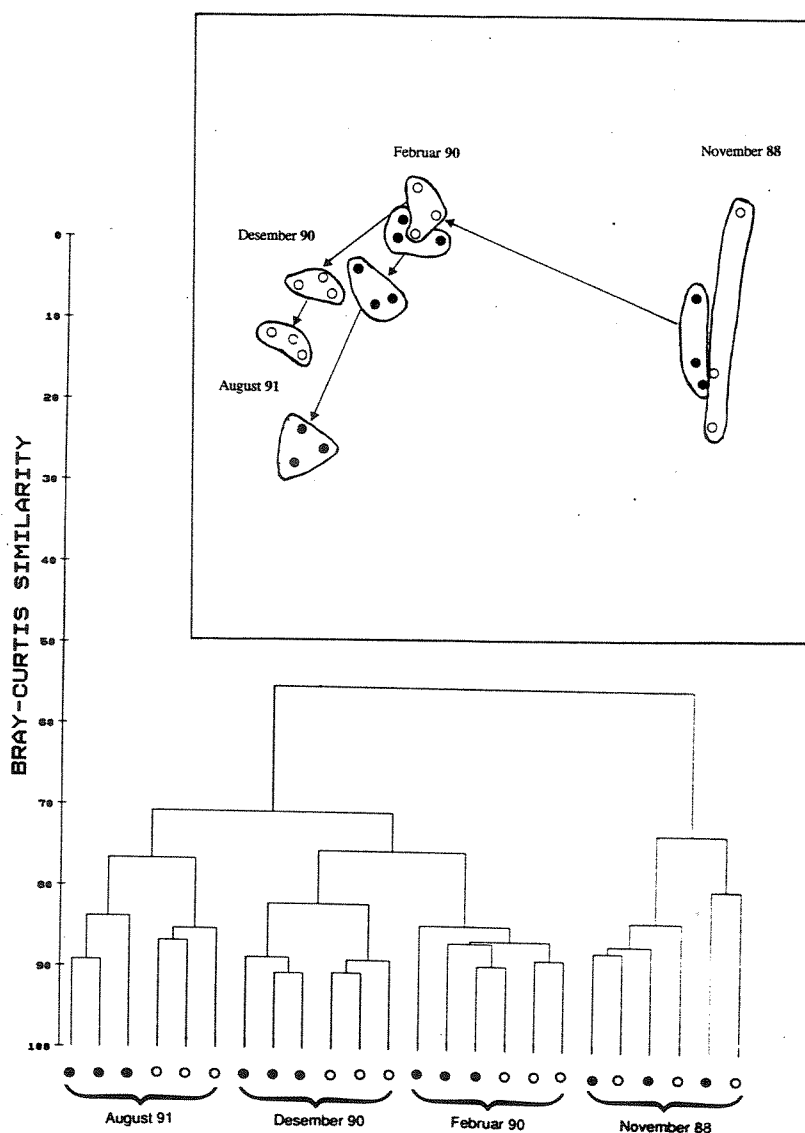 Februar 90
November 88
Desember 90
August 91
0
10
20
30
40
50
60
70
80
90
100
BRAY-CURTIS SIMILARITY
August 91
Desember 90
Februar 90
November 88